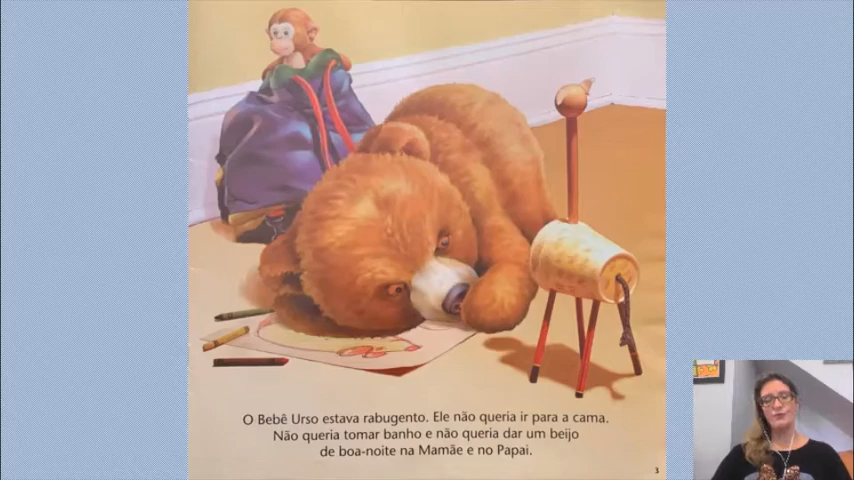 O Bebê Urso estava rabugento. Ele não queria ir para a cama.
Não queria tomar banho e não queria dar um beijo
de boa-noite na Mamãe e no Papai.
3